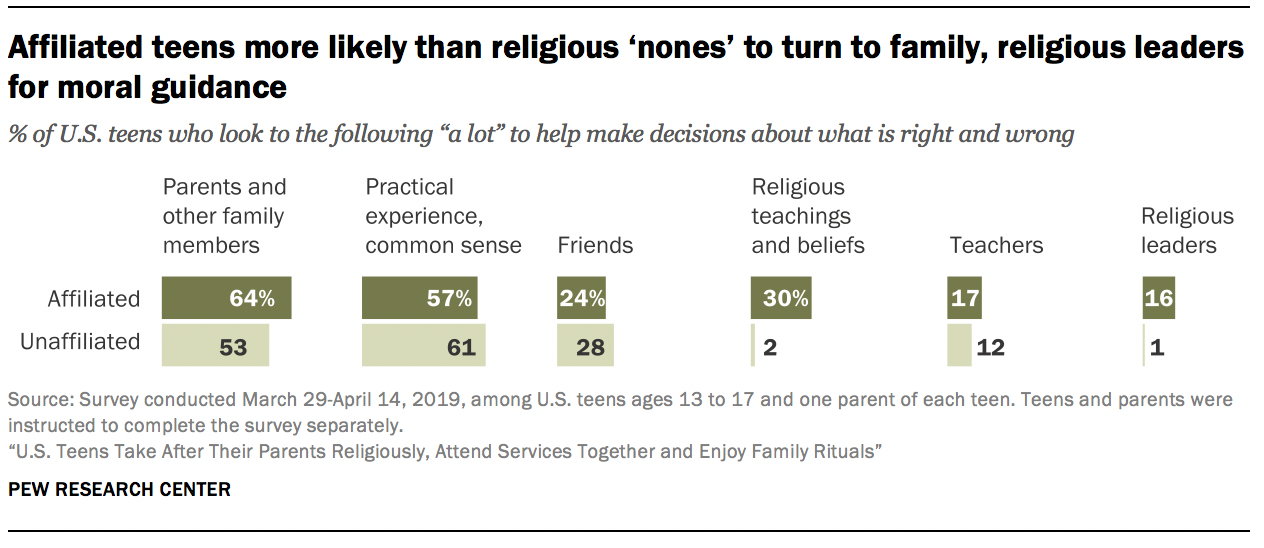 Affiliated teens more likely than religious ‘nones’ to turn to family, religious leaders
for moral guidance
% of U.S. teens who look to the following “a lot” to help make decisions about what is right and wrong
Parents and
other family
members
Practical
experience,
common sense
Friends
Religious
teachings
and beliefs
Teachers
Religious
leaders
Affiliated 64% 57% 24% 30% 17 16
Unaffiliated 53 61 28 2 12 1
Source: Survey conducted March 29-April 14, 2019, among U.S. teens ages 13 to 17 and one parent of each teen. Teens and parents were
instructed to complete the survey separately.
“U.S. Teens Take After Their Parents Religiously, Attend Services Together and Enjoy Family Rituals”
PEW RESEARCH CENTER